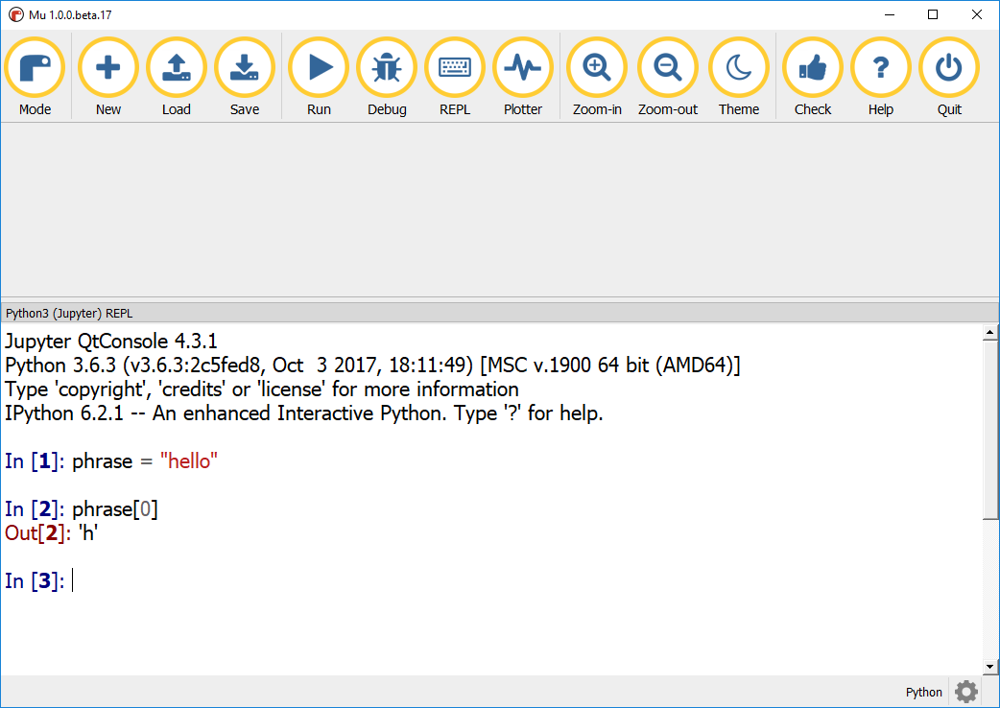 Mu 1.0.0.beta.17
Mode New Load Save Run Debug REPL Plotter Zoom-in Zoom-out Theme Check Help Quit
Python3 (Jupyter) REPL
Jupyter QtConsole 4.3.1
Python 3.6.3 (v3.6.3:2c5fed8, Oct  3 2017, 18:11:49) [MSC v.1900 64 bit (AMD64)]
Type 'copyright', 'credits' or 'license' for more information
IPython 6.2.1 -- An enhanced Interactive Python. Type '?' for help.
In [1]: phrase = "hello"
In [2]: phrase[0]
Out[2]: 'h'
In [3]:
Python